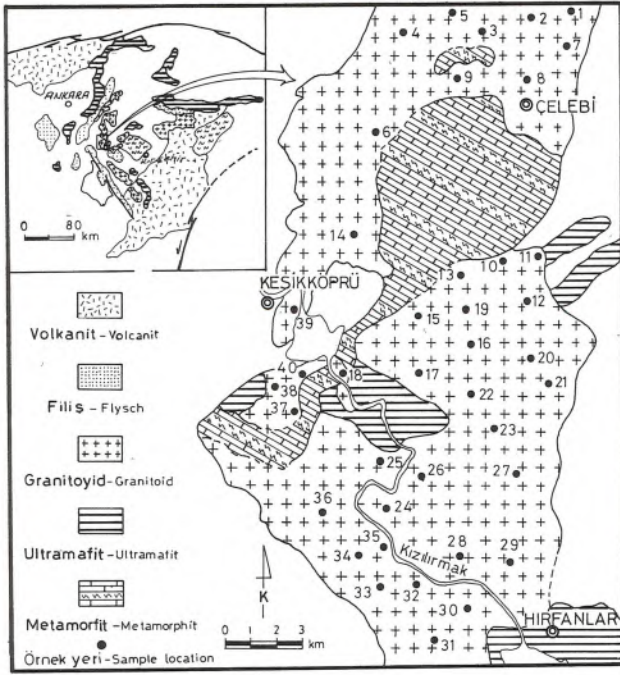 ANKARA
0 80
km
Volkanit - Volcanit
Filiş - Flysch
Granitoyid - Granitoid
Ultramafit - Ultramafit
Metamorfit - Metamorphit
Örnek yeri - Sample location
5 2 1
4 3
7
9 8
ÇELEBİ
6
14
11
10
13
KESİKKÖPRÜ
12
39 15 19
16
40 18 17 20
38 21
22
37
23
25 26 27
36 24
35 28 29
34
Kızılırmak
33 32
K
30
HIRFANLAR
0 1 2 3
km
31